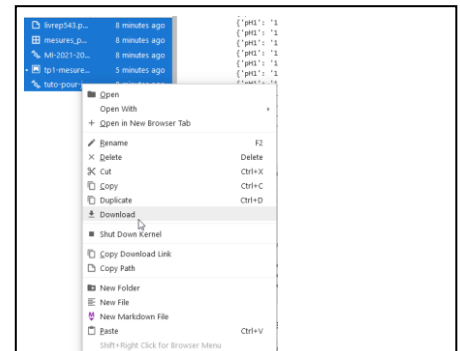 livrep543.p... 8 minutes ago
mesures_p... 8 minutes ago
MI-2021-20... 8 minutes ago
tp1-mesure... 5 minutes ago
tuto-pour-
{'pH1': '1
{'pH1': '1
{'pH1': '1
{'pH1': '1
{'pH1': '1
{'pH1': '1
Open
Open With
Open in New Browser Tab
Rename F2
Delete Delete
Cut Ctrl+X
Copy Ctrl+C
Duplicate Ctrl+D
Download
Shut Down Kernel
Copy Download Link
Copy Path
New Folder
New File
New Markdown File
Paste Ctrl+V
Shift+Right Click for Browser Menu